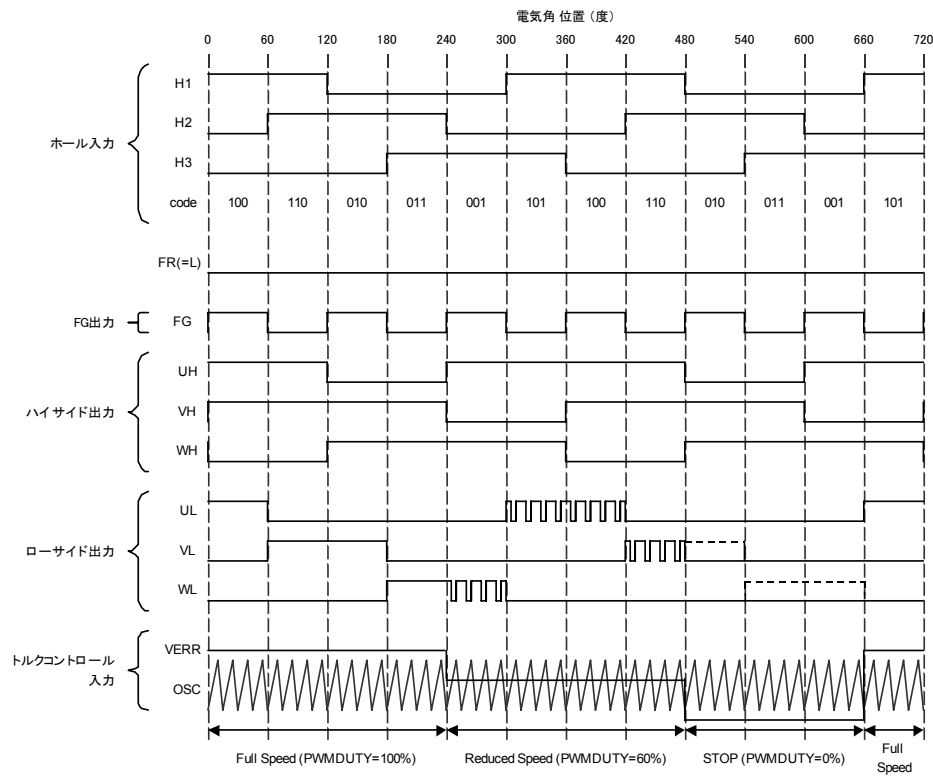 電気角 位置 (度)
0 60 120 180 240 300 360 420 480 540 600 660 720
H1
H2
ホール入力
H3
code 100 110 010 011 001 101 100 110 010 011 001 101
FR(=L)
FG出力 FG
UH
ハイサイド出力 VH
WH
UL
ローサイド出力 VL
WL
VERR
トルクコントロール
入力
OSC
Full Speed (PWMDUTY=100%) Reduced Speed (PWMDUTY=60%) STOP (PWMDUTY=0%) Full
Speed